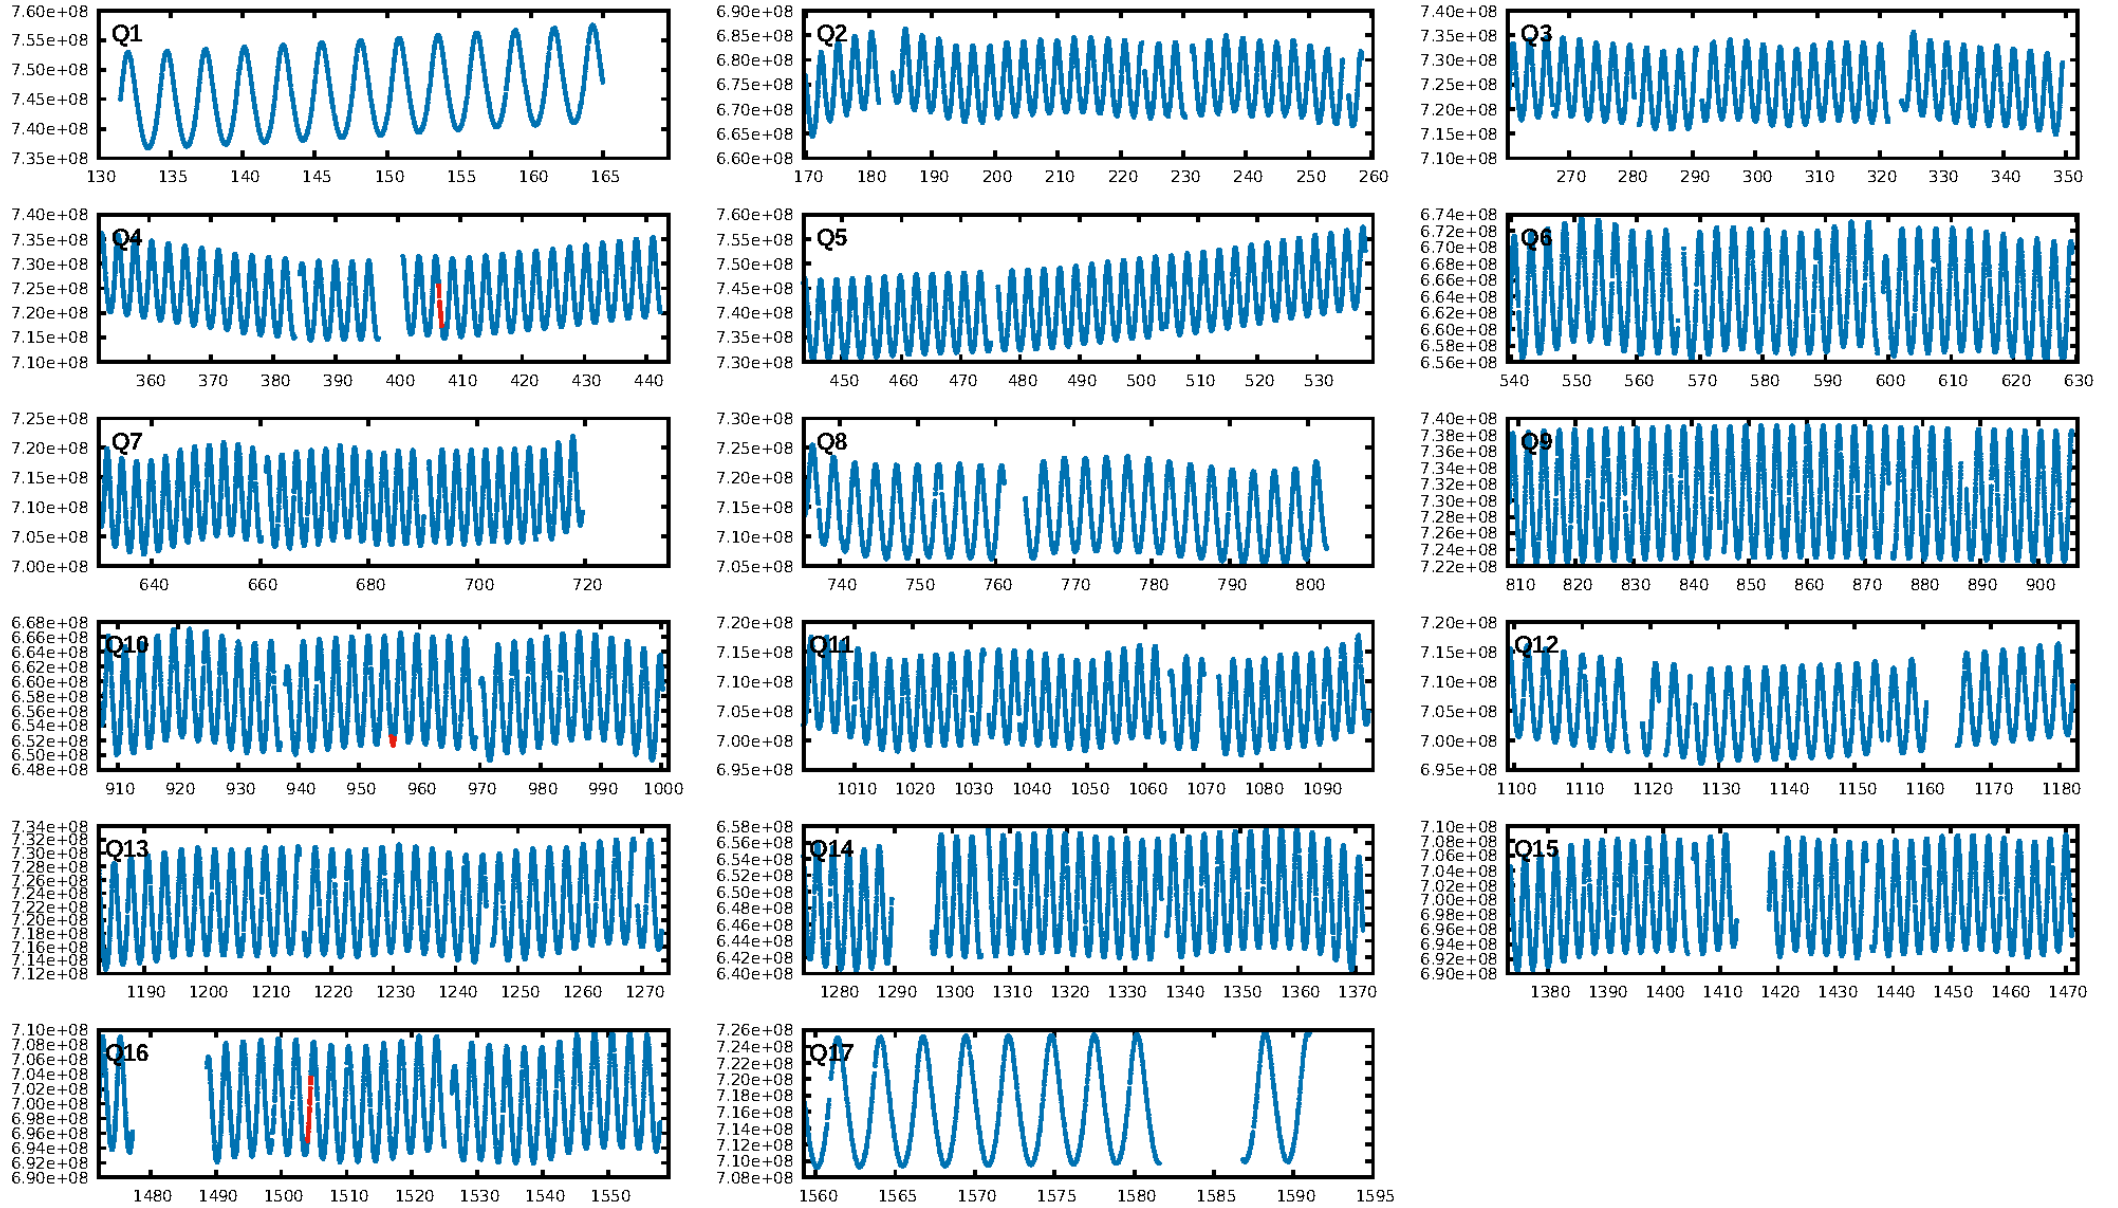 7.60e+08
7.55e+08
7.50e+08
7.45e+08
7.40e+08
7.35e+08
Q1
130 135 140 145 150 155 160 165
6.90e+08
6.85e+08
6.80e+08
6.75e+08
6.70e+08
6.65e+08
6.60e+08
Q2
170 180 190 200 210 220 230 240 250 260
7.40e+08
7.35e+08
7.30e+08
7.25e+08
7.20e+08
7.15e+08
7.10e+08
Q3
270 280 290 300 310 320 330 340 350
7.40e+08
7.35e+08
7.30e+08
7.25e+08
7.20e+08
7.15e+08
7.10e+08
Q4
360 370 380 390 400 410 420 430 440
7.60e+08
7.55e+08
7.50e+08
7.45e+08
7.40e+08
7.35e+08
7.30e+08
Q5
450 460 470 480 490 500 510 520 530
6.74e+08
6.72e+08
6.70e+08
6.68e+08
6.66e+08
6.64e+08
6.62e+08
6.60e+08
6.58e+08
6.56e+08
Q6
540 550 560 570 580 590 600 610 620 630
7.25e+08
7.20e+08
7.15e+08
7.10e+08
7.05e+08
7.00e+08
Q7
640 660 680 700 720
7.30e+08
7.25e+08
7.20e+08
7.15e+08
7.10e+08
7.05e+08
Q8
740 750 760 770 780 790 800
7.40e+08
7.38e+08
7.36e+08
7.34e+08
7.32e+08
7.30e+08
7.28e+08
7.26e+08
7.24e+08
7.22e+08
Q9
810 820 830 840 850 860 870 880 890 900
6.68e+08
6.66e+08
6.64e+08
6.62e+08
6.60e+08
6.58e+08
6.56e+08
6.54e+08
6.52e+08
6.50e+08
6.48e+08
Q10
910 920 930 940 950 960 970 980 990 1000
7.20e+08
7.15e+08
7.10e+08
7.05e+08
7.00e+08
6.95e+08
Q11
1010 1020 1030 1040 1050 1060 1070 1080 1090
7.20e+08
7.15e+08
7.10e+08
7.05e+08
7.00e+08
6.95e+08
Q12
1100 1110 1120 1130 1140 1150 1160 1170 1180
7.34e+08
7.32e+08
7.30e+08
7.28e+08
7.26e+08
7.24e+08
7.22e+08
7.20e+08
7.18e+08
7.16e+08
7.14e+08
7.12e+08
Q13
1190 1200 1210 1220 1230 1240 1250 1260 1270
6.58e+08
6.56e+08
6.54e+08
6.52e+08
6.50e+08
6.48e+08
6.46e+08
6.44e+08
6.42e+08
6.40e+08
Q14
1280 1290 1300 1310 1320 1330 1340 1350 1360 1370
7.10e+08
7.08e+08
7.06e+08
7.04e+08
7.02e+08
7.00e+08
6.98e+08
6.96e+08
6.94e+08
6.92e+08
6.90e+08
Q15
1380 1390 1400 1410 1420 1430 1440 1450 1460 1470
7.10e+08
7.08e+08
7.06e+08
7.04e+08
7.02e+08
7.00e+08
6.98e+08
6.96e+08
6.94e+08
6.92e+08
6.90e+08
Q16
1480 1490 1500 1510 1520 1530 1540 1550
7.26e+08
7.24e+08
7.22e+08
7.20e+08
7.18e+08
7.16e+08
7.14e+08
7.12e+08
7.10e+08
7.08e+08
Q17
1560 1565 1570 1575 1580 1585 1590 1595